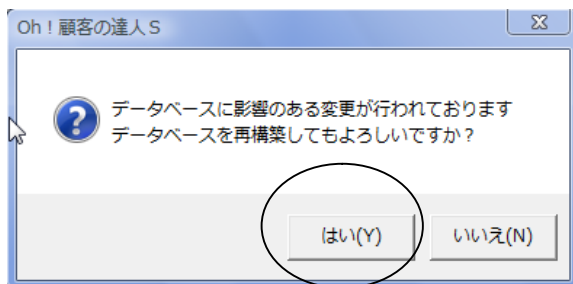 Oh!顧客の達人S
データベースに影響のある変更が行われております
データベースを再構築してもよろしいですか?
はい(Y)
いいえ(N)